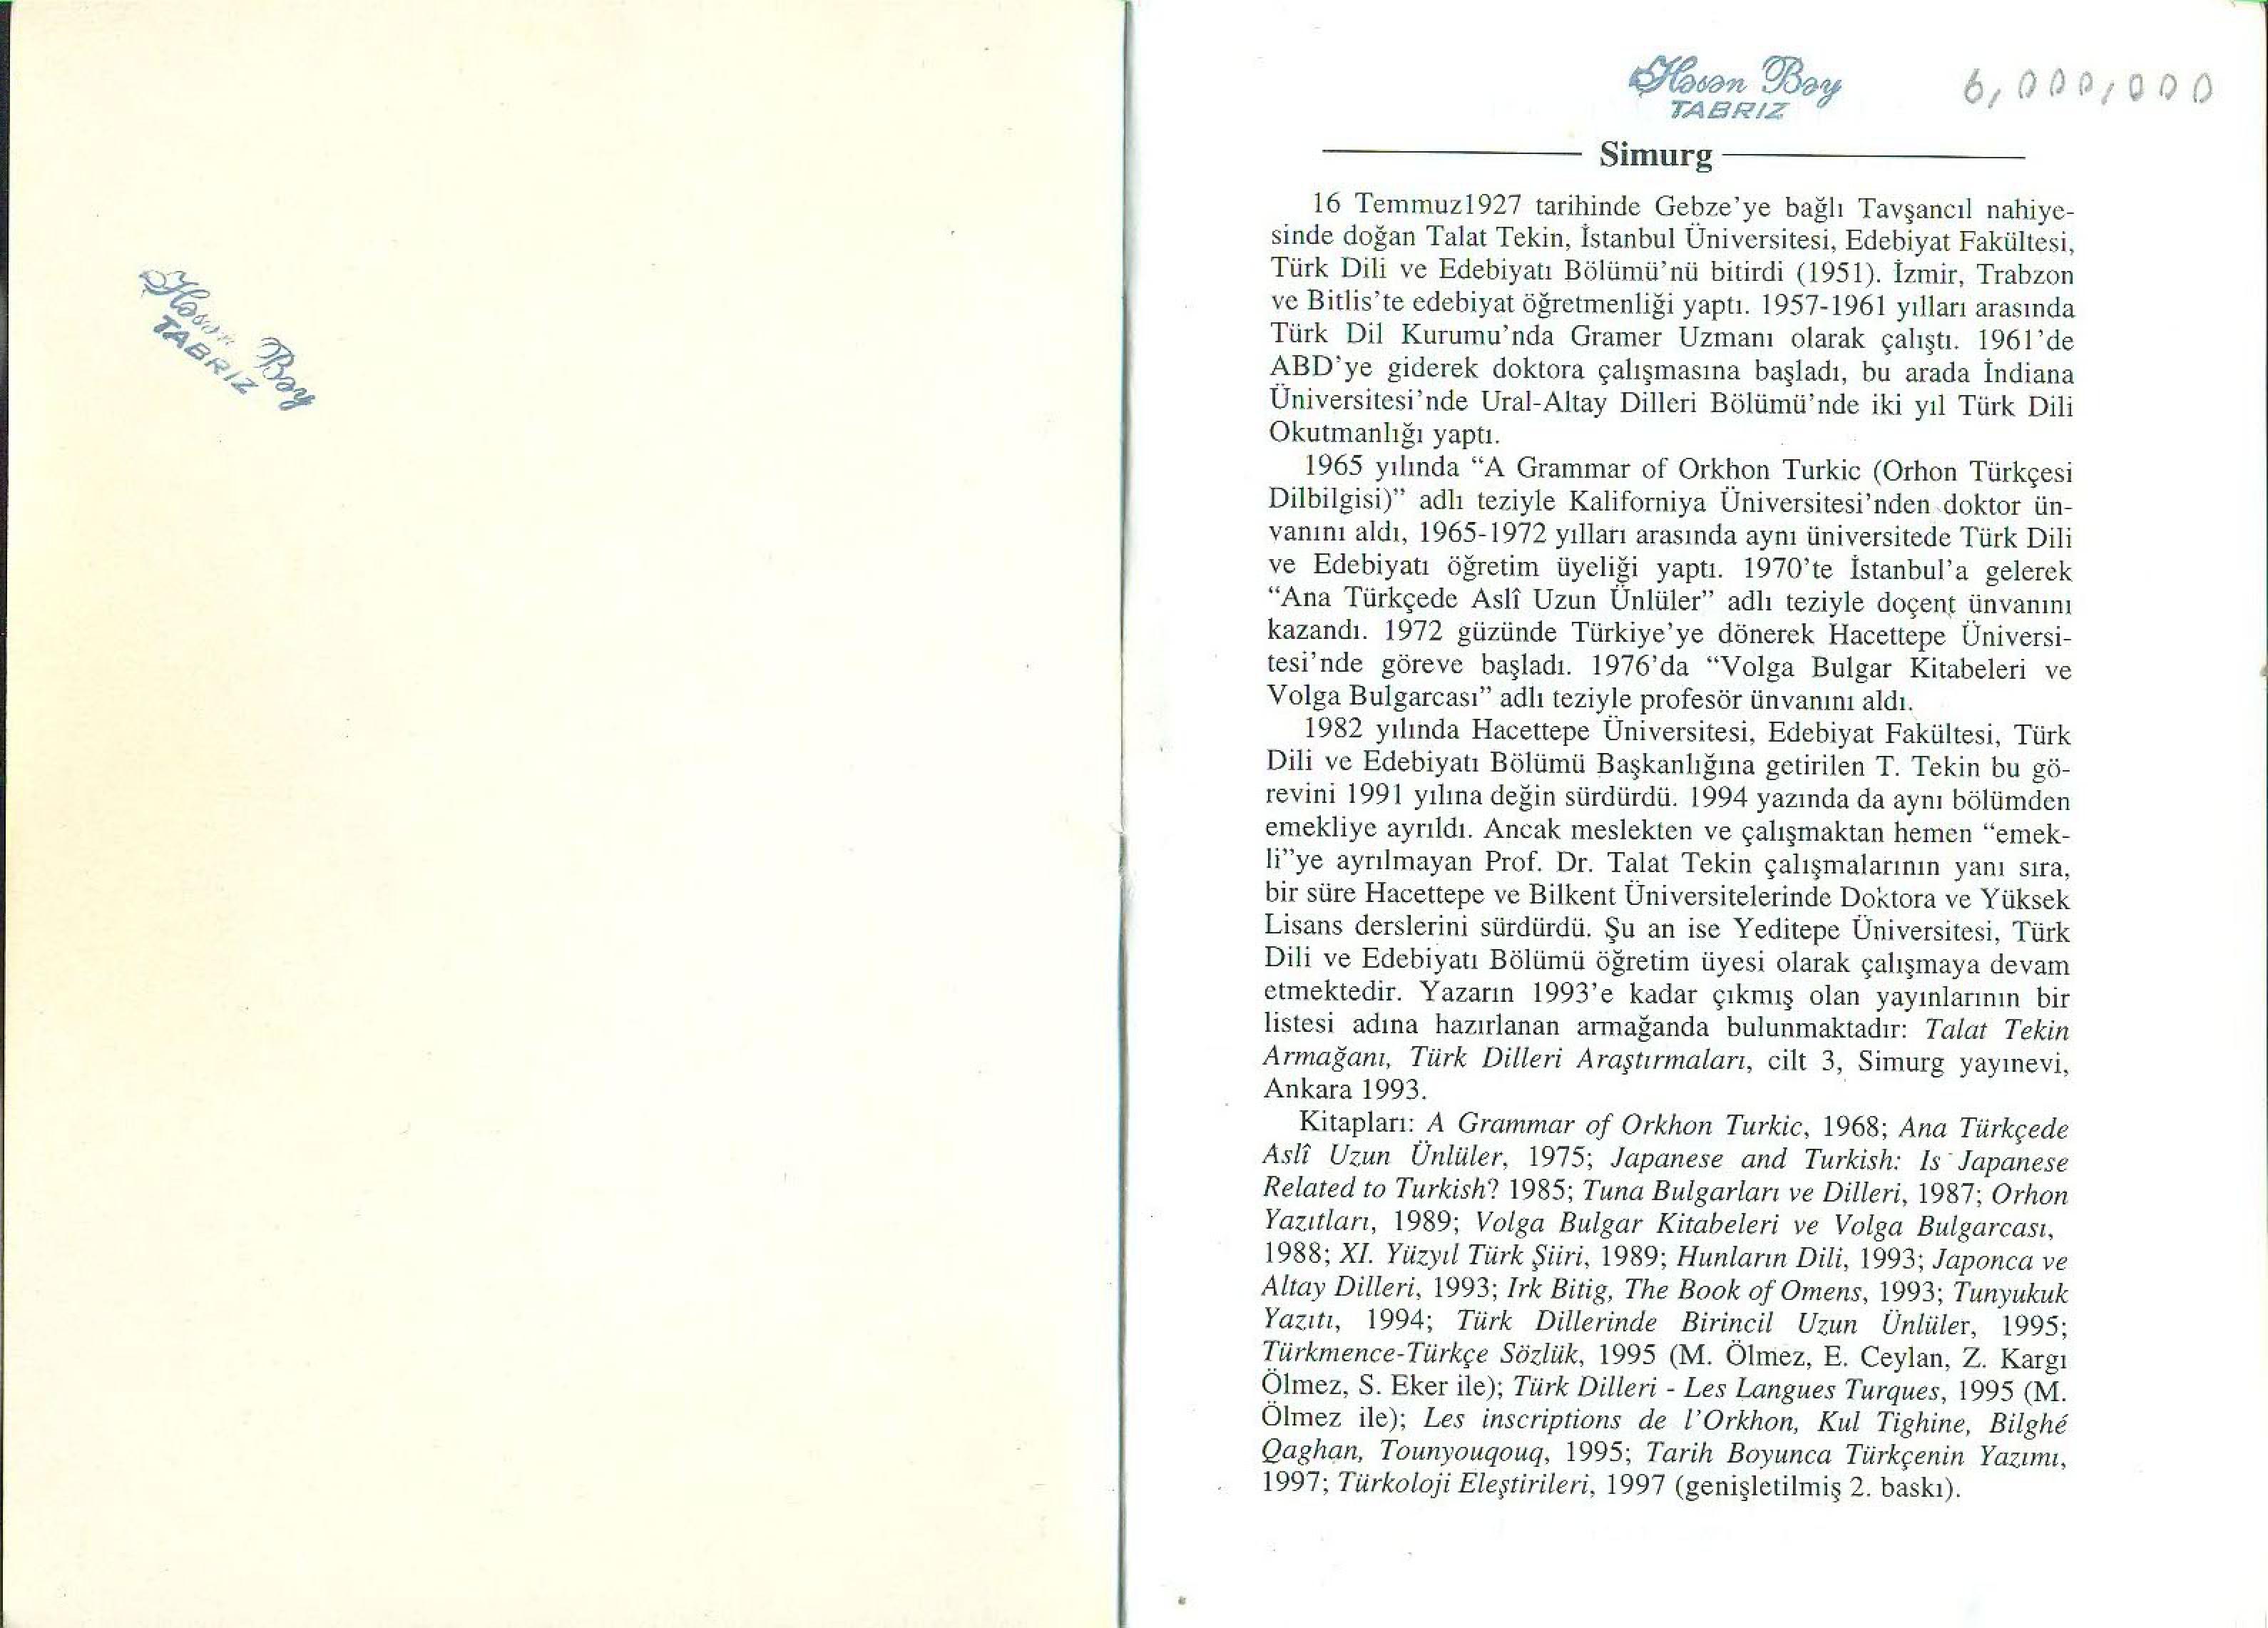 Həsən Bəy
TABRIZ
Həsən Bəy
TABRIZ
6,000,000
Simurg
16 Temmuz1927 tarihinde Gebze'ye bağlı Tavşancıl nahiye-
sinde doğan Talat Tekin, İstanbul Üniversitesi, Edebiyat Fakültesi,
Türk Dili ve Edebiyatı Bölümü'nü bitirdi (1951). İzmir, Trabzon
ve Bitlis'te edebiyat öğretmenliği yaptı. 1957-1961 yılları arasında
Türk Dil Kurumu'nda Gramer Uzmanı olarak çalıştı. 1961'de
ABD'ye giderek doktora çalışmasına başladı, bu arada İndiana
Üniversitesi'nde Ural-Altay Dilleri Bölümü'nde iki yıl Türk Dili
Okutmanlığı yaptı.
1965 yılında “A Grammar of Orkhon Turkic (Orhon Türkçesi
Dilbilgisi)” adlı teziyle Kaliforniya Üniversitesi'nden doktor ün-
vanını aldı, 1965-1972 yılları arasında aynı üniversitede Türk Dili
ve Edebiyatı öğretim üyeliği yaptı. 1970'te İstanbul'a gelerek
“Ana Türkçede Aslî Uzun Ünlüler” adlı teziyle doçent ünvanını
kazandı. 1972 güzünde Türkiye'ye dönerek Hacettepe Üniversi-
tesi'nde göreve başladı. 1976'da “Volga Bulgar Kitabeleri ve
Volga Bulgarcası” adlı teziyle profesör ünvanını aldı.
1982 yılında Hacettepe Üniversitesi, Edebiyat Fakültesi, Türk
Dili ve Edebiyatı Bölümü Başkanlığına getirilen T. Tekin bu gö-
revini 1991 yılına değin sürdürdü. 1994 yazında da aynı bölümden
emekliye ayrıldı. Ancak meslekten ve çalışmaktan hemen “emek-
li”ye ayrılmayan Prof. Dr. Talat Tekin çalışmalarının yanı sıra,
bir süre Hacettepe ve Bilkent Üniversitelerinde Doktora ve Yüksek
Lisans derslerini sürdürdü. Şu an ise Yeditepe Üniversitesi, Türk
Dili ve Edebiyatı Bölümü öğretim üyesi olarak çalışmaya devam
etmektedir. Yazarın 1993'e kadar çıkmış olan yayınlarının bir
listesi adına hazırlanan armağanda bulunmaktadır: Talat Tekin
Armağanı, Türk Dilleri Araştırmaları, cilt 3, Simurg yayınevi,
Ankara 1993.
Kitapları: A Grammar of Orkhon Turkic, 1968; Ana Türkçede
Aslî Uzun Ünlüler, 1975; Japanese and Turkish: Is Japanese
Related to Turkish? 1985; Tuna Bulgarları ve Dilleri, 1987; Orhon
Yazıtları, 1989; Volga Bulgar Kitabeleri ve Volga Bulgarcası,
1988; XI. Yüzyıl Türk Şiiri, 1989; Hunların Dili, 1993; Japonca ve
Altay Dilleri, 1993; Irk Bitig, The Book of Omens, 1993; Tunyukuk
Yazıtı, 1994; Türk Dillerinde Birincil Uzun Ünlüler, 1995;
Türkmence-Türkçe Sözlük, 1995 (M. Ölmez, E. Ceylan, Z. Kargı
Ölmez, S. Eker ile); Türk Dilleri - Les Langues Turques, 1995 (M.
Ölmez ile); Les inscriptions de l'Orkhon, Kul Tighine, Bilghé
Qaghan, Tounyouqouq, 1995; Tarih Boyunca Türkçenin Yazımı,
1997; Türkoloji Eleştirileri, 1997 (genişletilmiş 2. baskı).